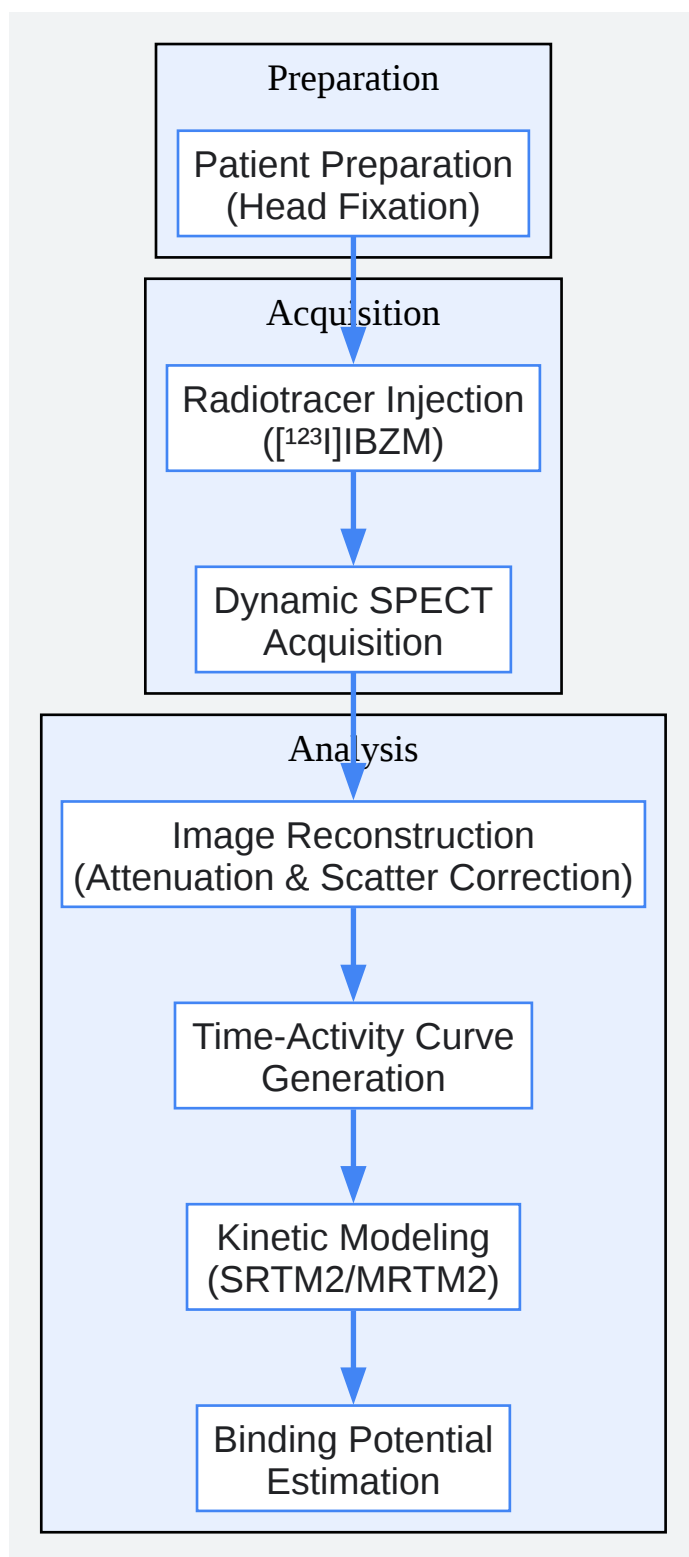 Preparation
Patient Preparation
(Head Fixation)
Acquisition
Radiotracer Injection
([¹²³I]IBZM)
Dynamic SPECT
Acquisition
Analysis
Image Reconstruction
(Attenuation & Scatter Correction)
Time-Activity Curve
Generation
Kinetic Modeling
(SRTM2/MRTM2)
Binding Potential
Estimation